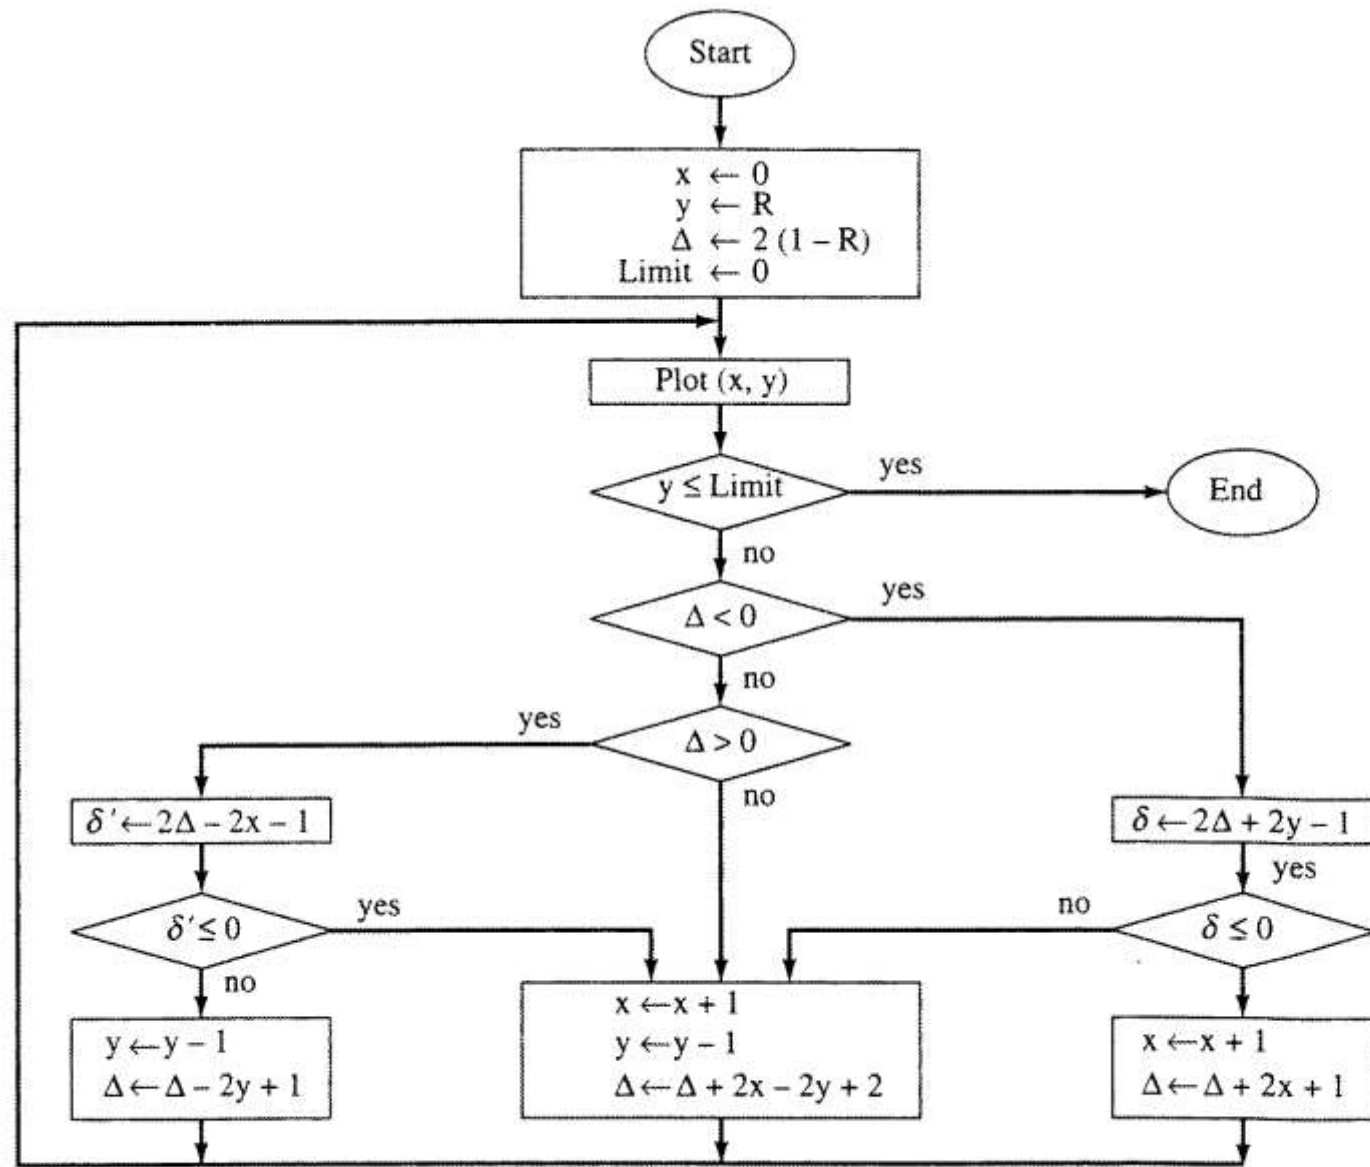 Start
x ← 0
y ← R
Δ ← 2 (1 – R)
Limit ← 0
Plot (x, y)
y ≤ Limit
yes
End
no
Δ < 0
yes
no
Δ > 0
yes
no
δ' ← 2Δ – 2x – 1
δ ← 2Δ + 2y – 1
yes
δ' ≤ 0
yes
no
δ ≤ 0
no
y ← y – 1
Δ ← Δ – 2y + 1
x ← x + 1
y ← y – 1
Δ ← Δ + 2x – 2y + 2
x ← x + 1
Δ ← Δ + 2x + 1